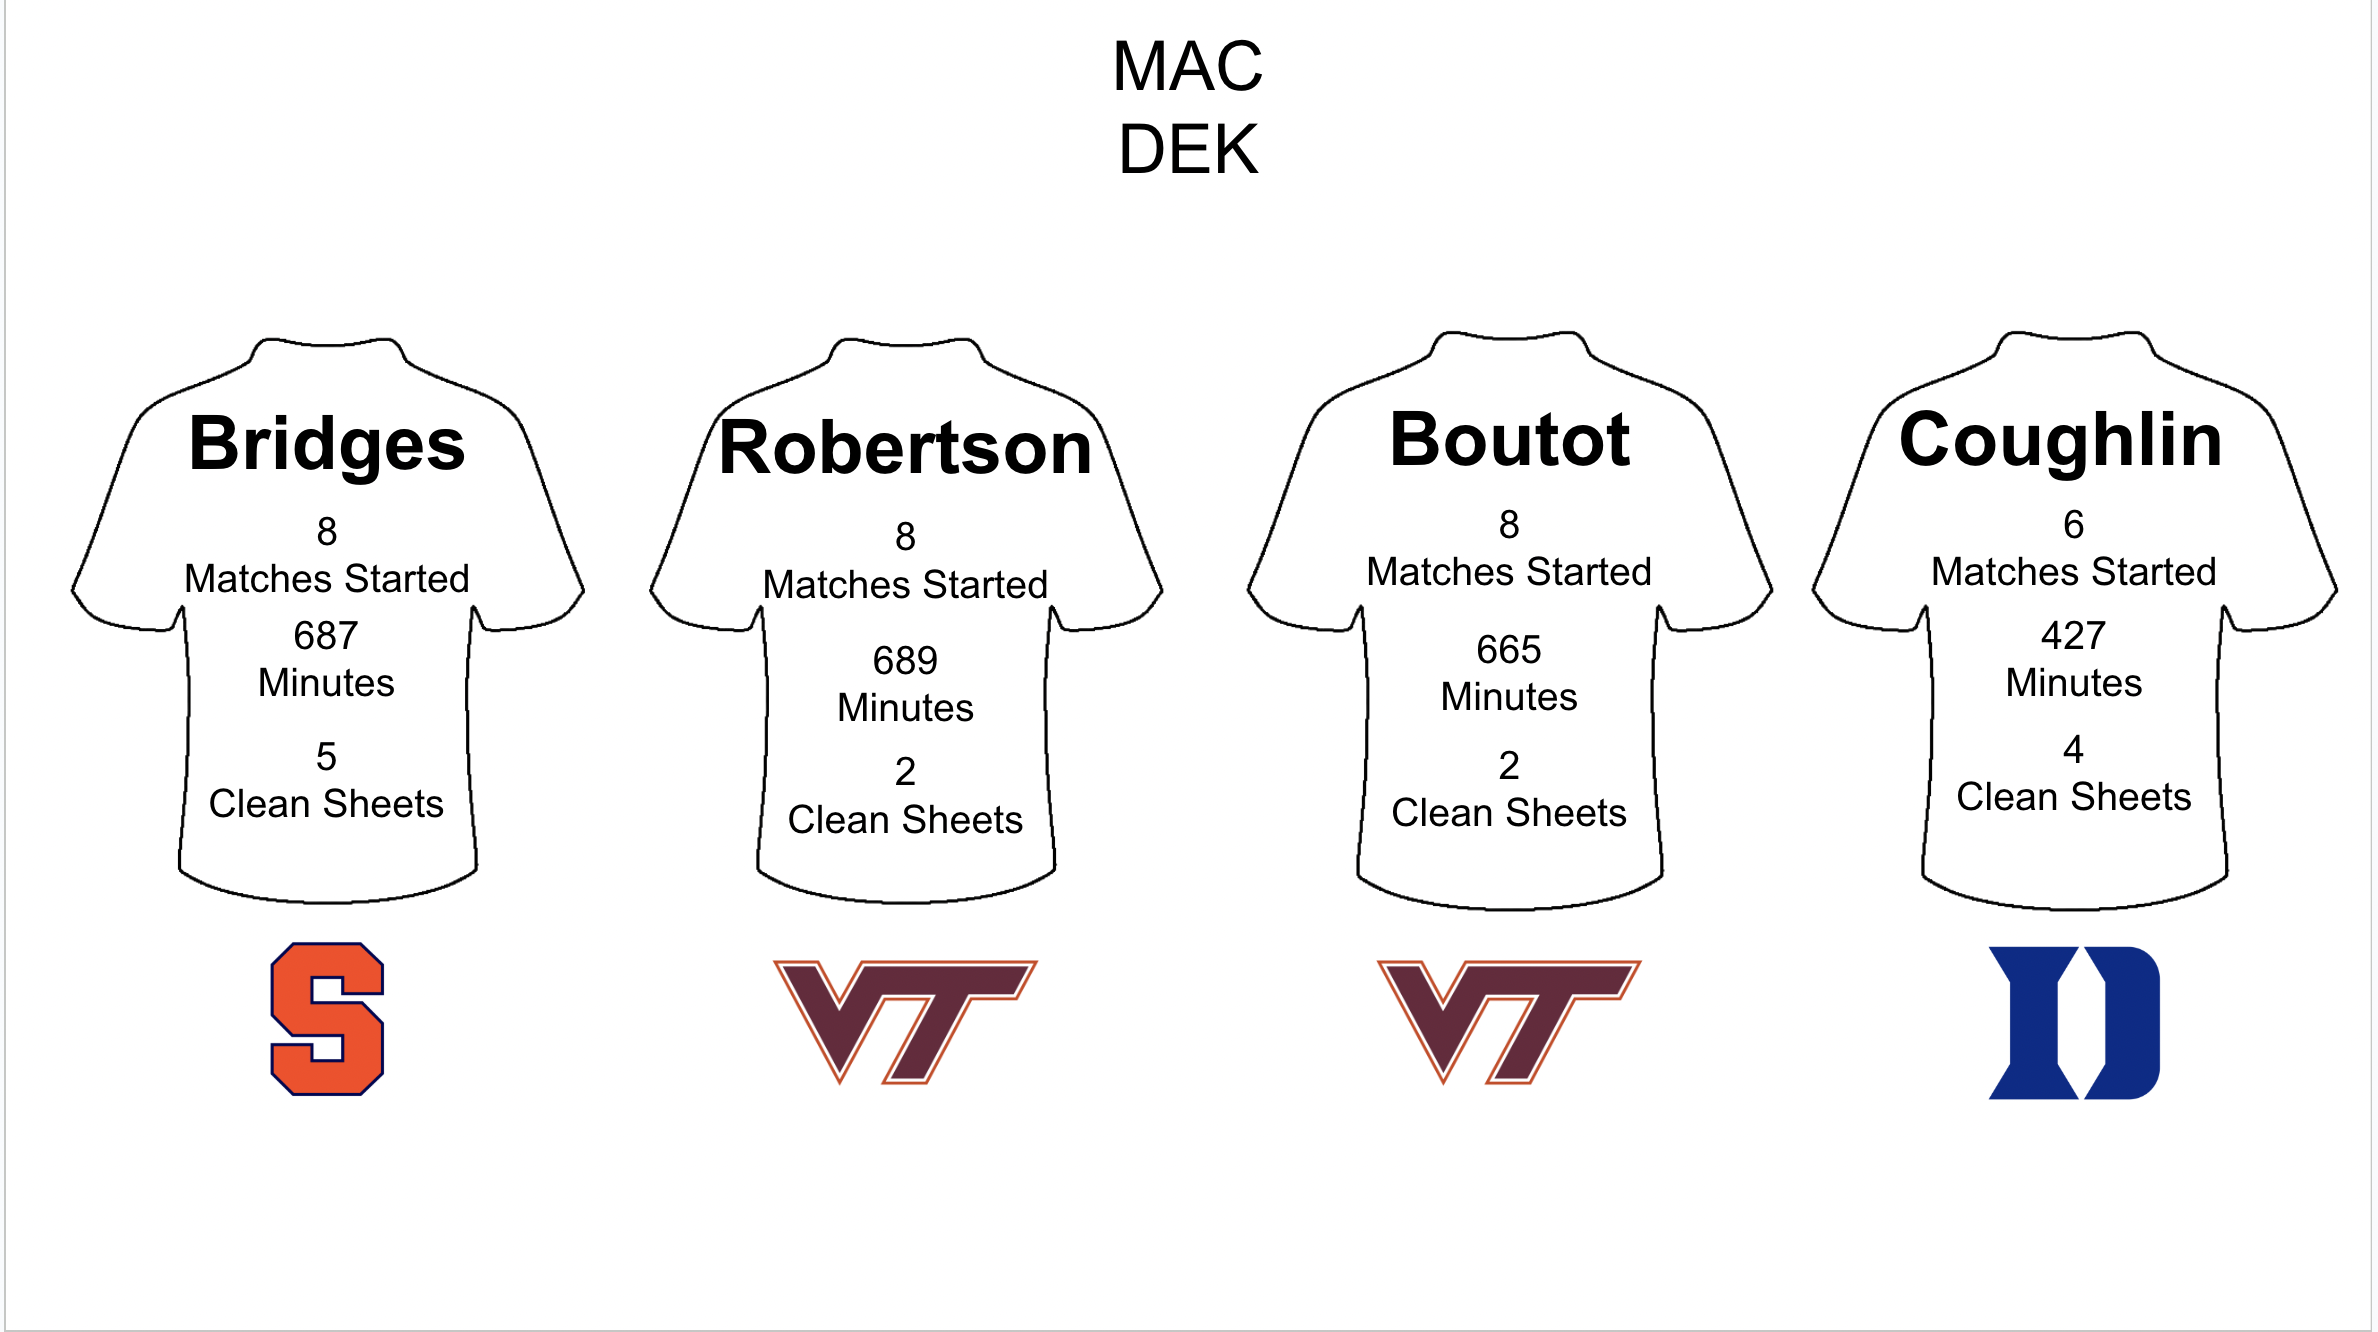 MAC
DEK
Bridges
8
Matches Started
687
Minutes
5
Clean Sheets
Robertson
8
Matches Started
689
Minutes
2
Clean Sheets
Boutot
8
Matches Started
665
Minutes
2
Clean Sheets
Coughlin
6
Matches Started
427
Minutes
4
Clean Sheets
S
VT
VT
D